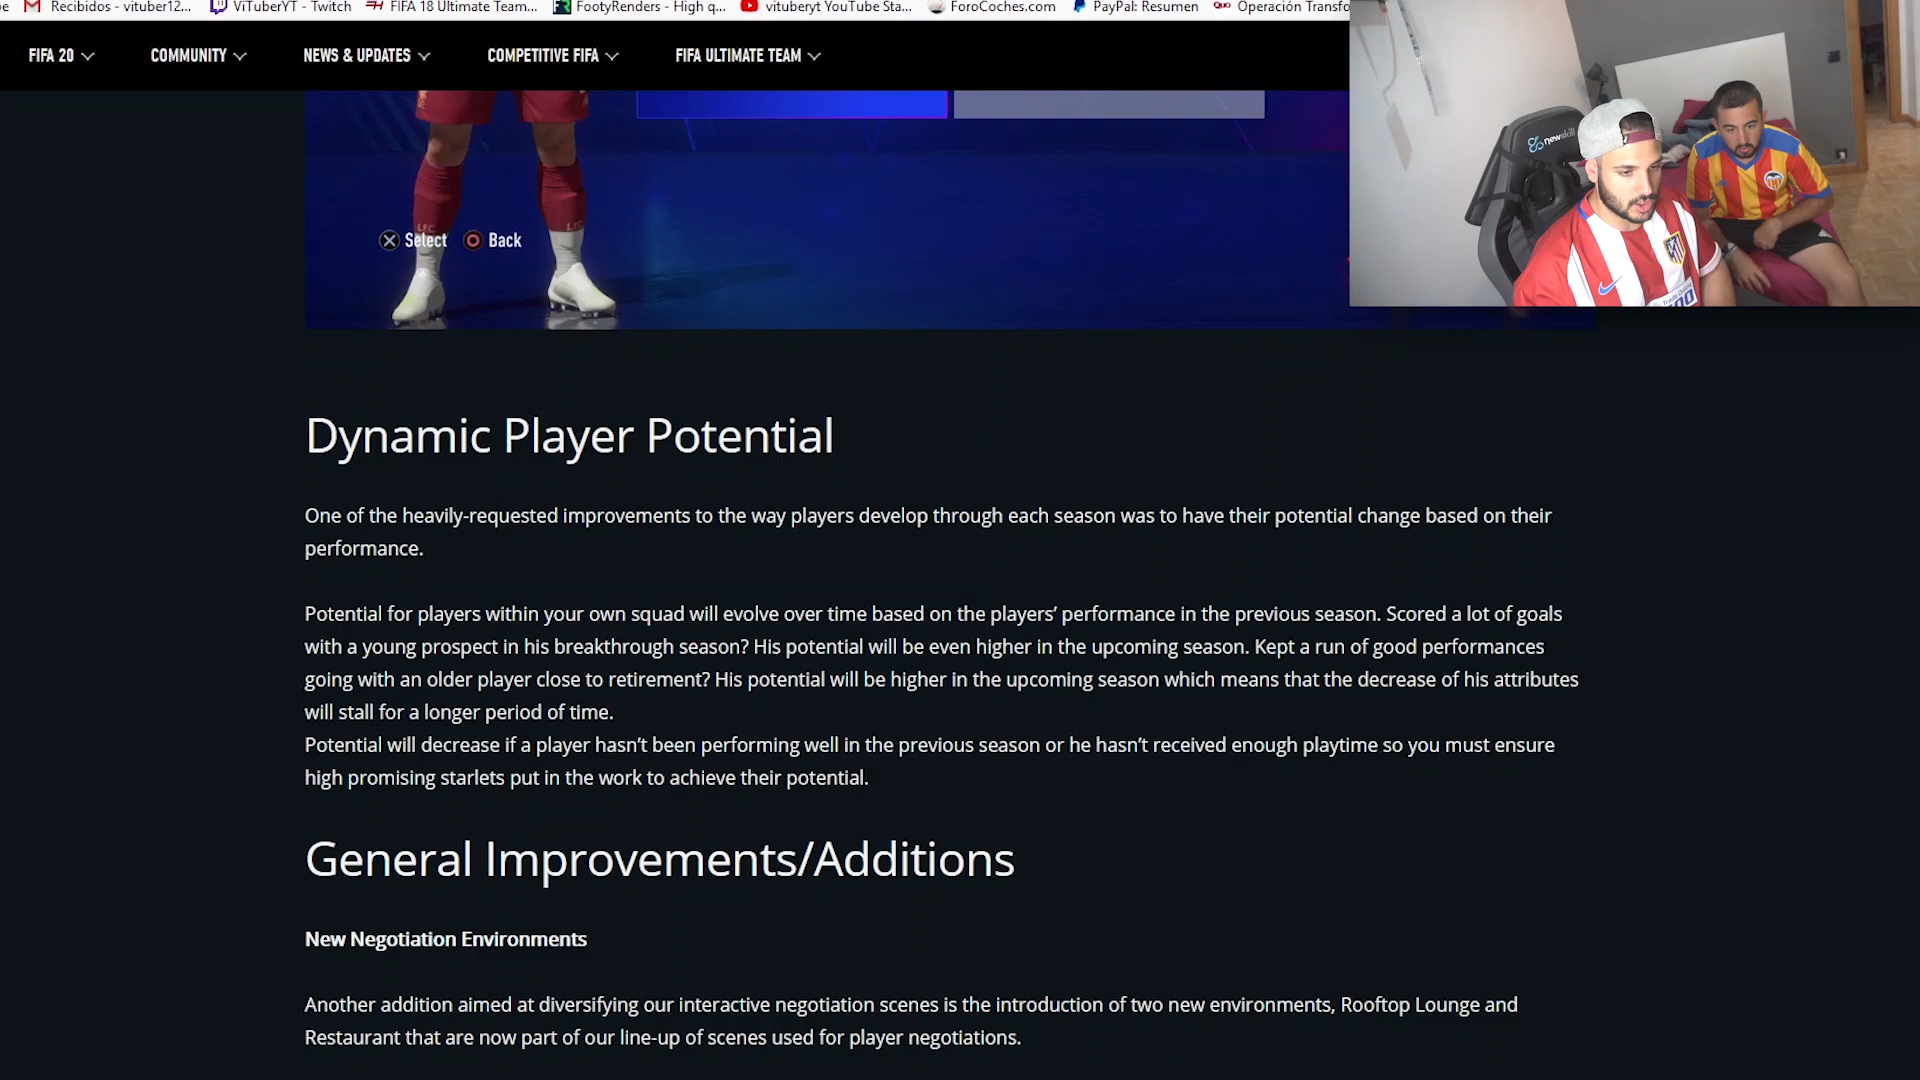 Recibidos - vituber12... ViTuberYT - Twitch FIFA 18 Ultimate Team... FootyRenders - High q... vituberyt YouTube Sta... ForoCoches.com PayPal: Resumen Operación Transfo
FIFA 20 COMMUNITY NEWS & UPDATES COMPETITIVE FIFA FIFA ULTIMATE TEAM
newskill
LFC
Select Back
Dynamic Player Potential
One of the heavily-requested improvements to the way players develop through each season was to have their potential change based on their
performance.
Potential for players within your own squad will evolve over time based on the players’ performance in the previous season. Scored a lot of goals
with a young prospect in his breakthrough season? His potential will be even higher in the upcoming season. Kept a run of good performances
going with an older player close to retirement? His potential will be higher in the upcoming season which means that the decrease of his attributes
will stall for a longer period of time.
Potential will decrease if a player hasn’t been performing well in the previous season or he hasn’t received enough playtime so you must ensure
high promising starlets put in the work to achieve their potential.
General Improvements/Additions
New Negotiation Environments
Another addition aimed at diversifying our interactive negotiation scenes is the introduction of two new environments, Rooftop Lounge and
Restaurant that are now part of our line-up of scenes used for player negotiations.